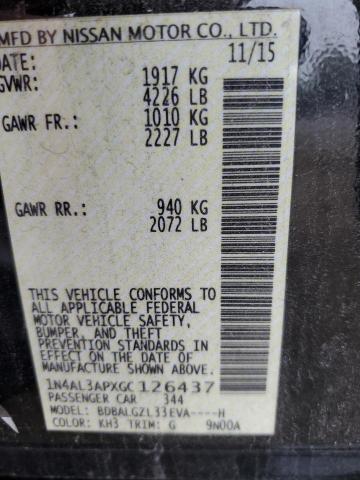 MFD BY NISSAN MOTOR CO., LTD.
DATE: 11/15
GVWR: 1917 KG
4226 LB
GAWR FR.: 1010 KG
2227 LB
GAWR RR.: 940 KG
2072 LB
THIS VEHICLE CONFORMS TO
ALL APPLICABLE FEDERAL
MOTOR VEHICLE SAFETY,
BUMPER, AND THEFT
PREVENTION STANDARDS
IN EFFECT ON THE DATE OF
MANUFACTURE SHOWN ABOVE.
1N4AL3APXGC126437
PASSENGER CAR 344
MODEL: BDBALGZL33EVA----H
COLOR: KH3 TRIM: G 9N00A